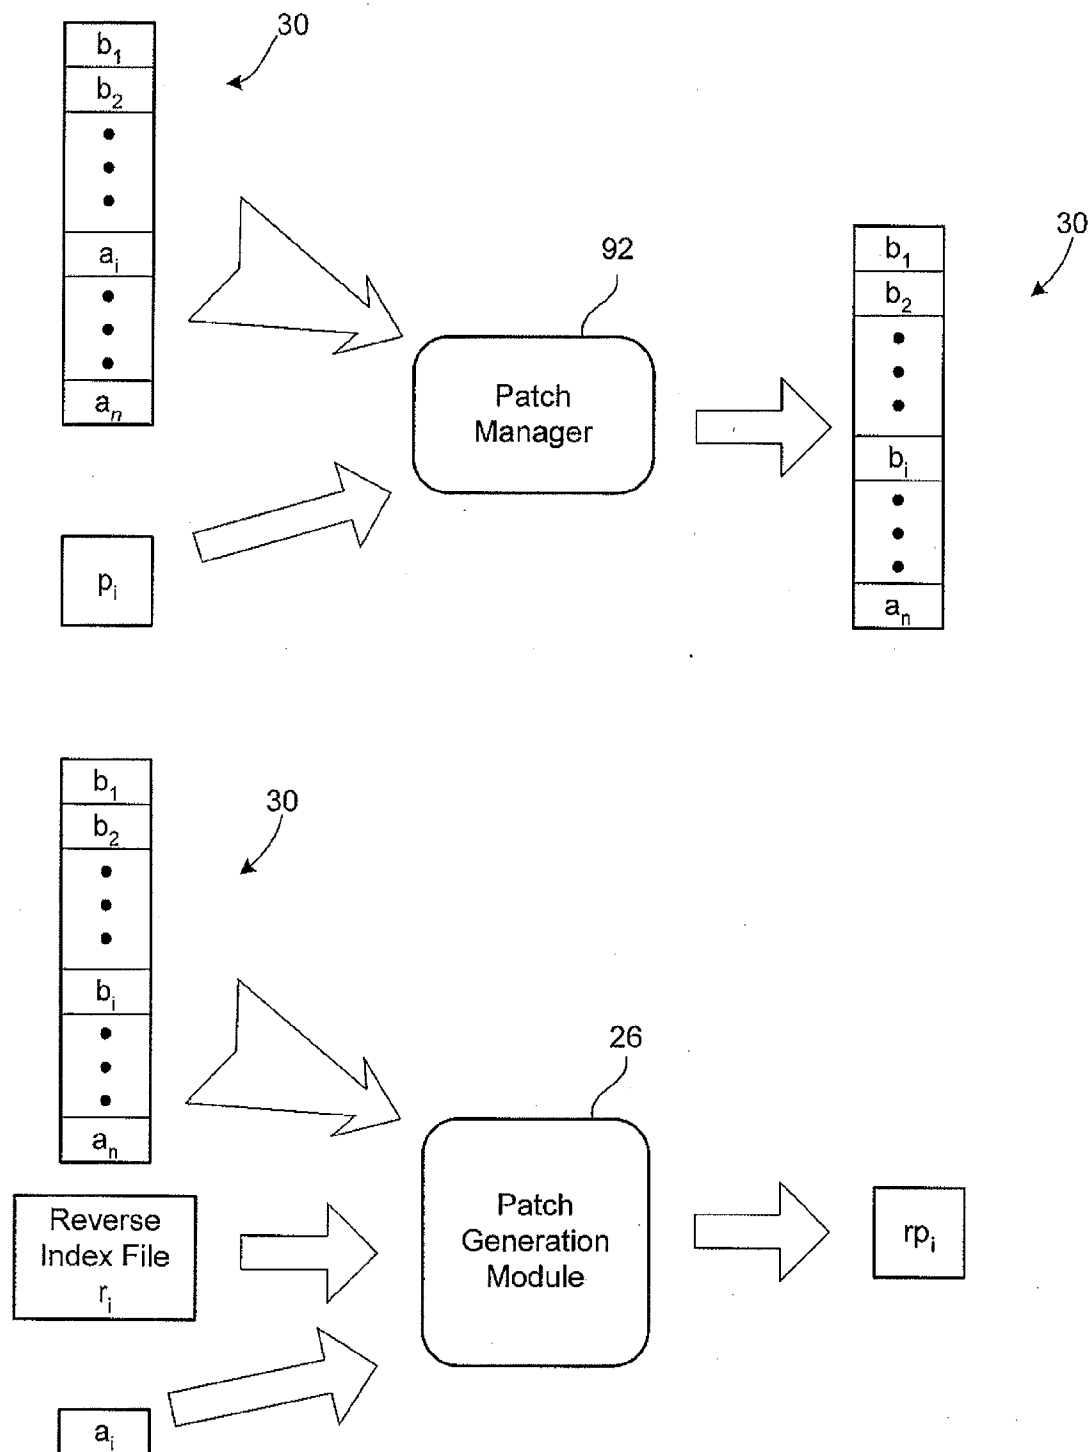 30
b1
b2
ai
an
92
Patch
Manager
30
b1
b2
bi
an
pi
30
b1
b2
bi
an
26
Reverse
Index File
ri
Patch
Generation
Module
rpi
ai